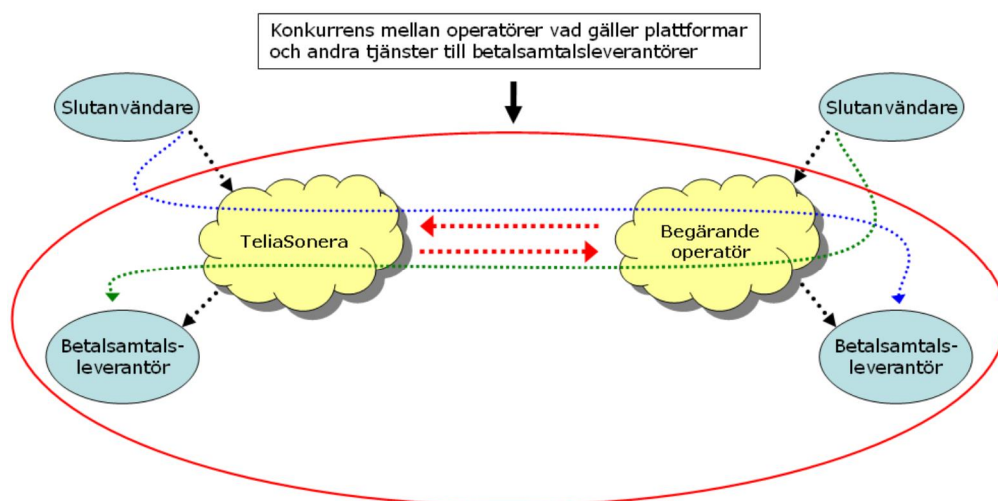 Konkurrens mellan operatörer vad gäller plattformar
och andra tjänster till betalsamtalsleverantörer
Slutanvändare
Slutanvändare
TeliaSonera
Begärande
operatör
Betalsamtals-
leverantör
Betalsamtals-
leverantör